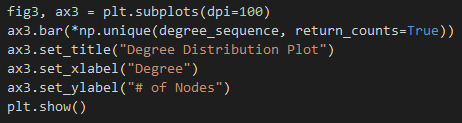 fig3, ax3 = plt.subplots(dpi=100)
ax3.bar(*np.unique(degree_sequence, return_counts=True))
ax3.set_title("Degree Distribution Plot")
ax3.set_xlabel("Degree")
ax3.set_ylabel("# of Nodes")
plt.show()